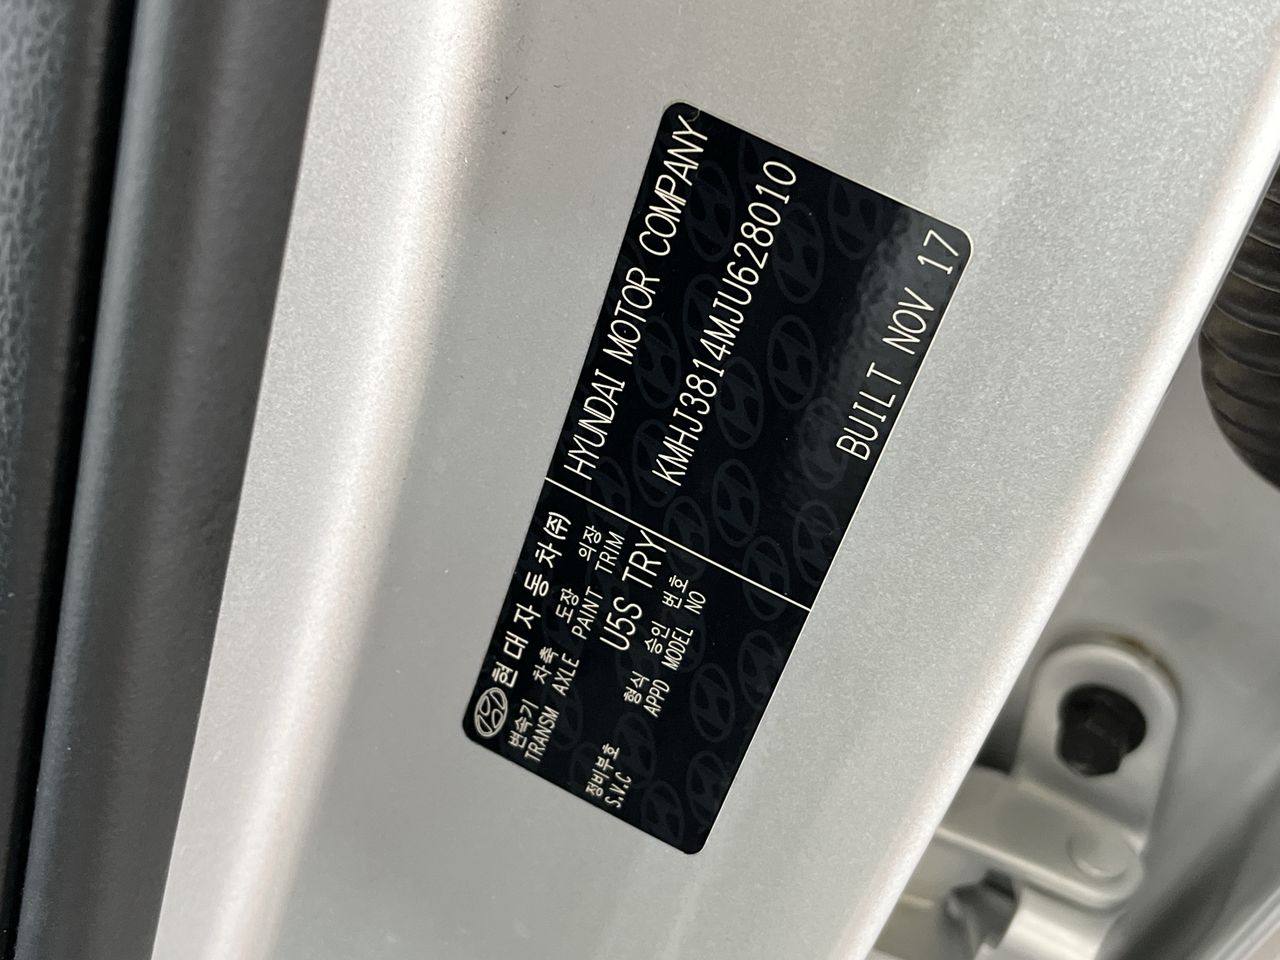 현대자동차(주)
HYUNDAI MOTOR COMPANY
변속기 차축 도장 의장
TRANSM AXLE PAINT TRIM
KMHJ3814MJU628010
U5S TRY
정비부호 형식 승인 번호
S.V.C APPD MODEL NO
BUILT NOV 17